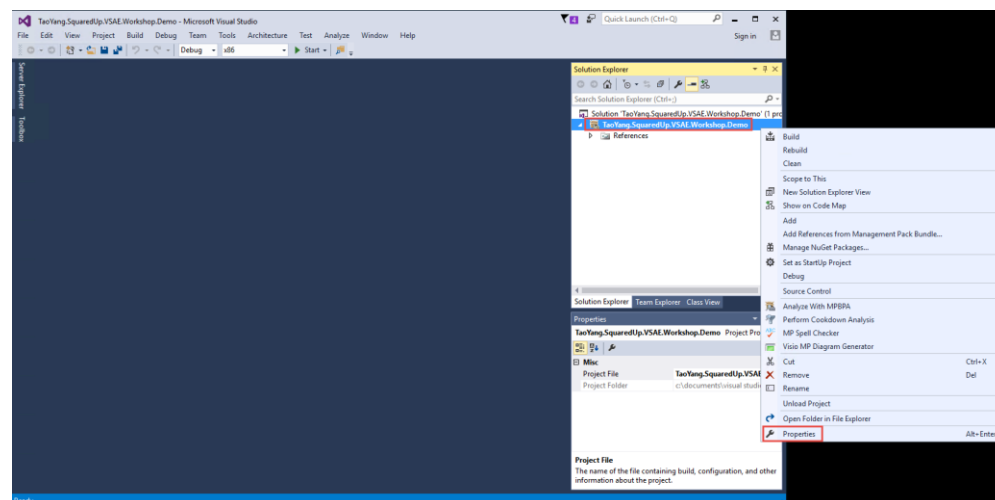 TaoYang.SquaredUp.VSAE.Workshop.Demo - Microsoft Visual Studio
Quick Launch (Ctrl+Q)
File Edit View Project Build Debug Team Tools Architecture Test Analyze Window Help
Sign in
Debug x86 Start
Server Explorer
Toolbox
Solution Explorer
Search Solution Explorer (Ctrl+;)
Solution 'TaoYang.SquaredUp.VSAE.Workshop.Demo' (1 pro
TaoYang.SquaredUp.VSAE.Workshop.Demo
References
Solution Explorer Team Explorer Class View
Properties
TaoYang.SquaredUp.VSAE.Workshop.Demo Project Pro
Misc
Project File TaoYang.SquaredUp.VSAE
Project Folder c:\documents\visual studi
Project File
The name of the file containing build, configuration, and other
information about the project.
Build
Rebuild
Clean
Scope to This
New Solution Explorer View
Show on Code Map
Add
Add References from Management Pack Bundle...
Manage NuGet Packages...
Set as StartUp Project
Debug
Source Control
Analyze With MPBPA
Perform Cookdown Analysis
MP Spell Checker
Visio MP Diagram Generator
Cut Ctrl+X
Remove Del
Rename
Unload Project
Open Folder in File Explorer
Properties Alt+Enter